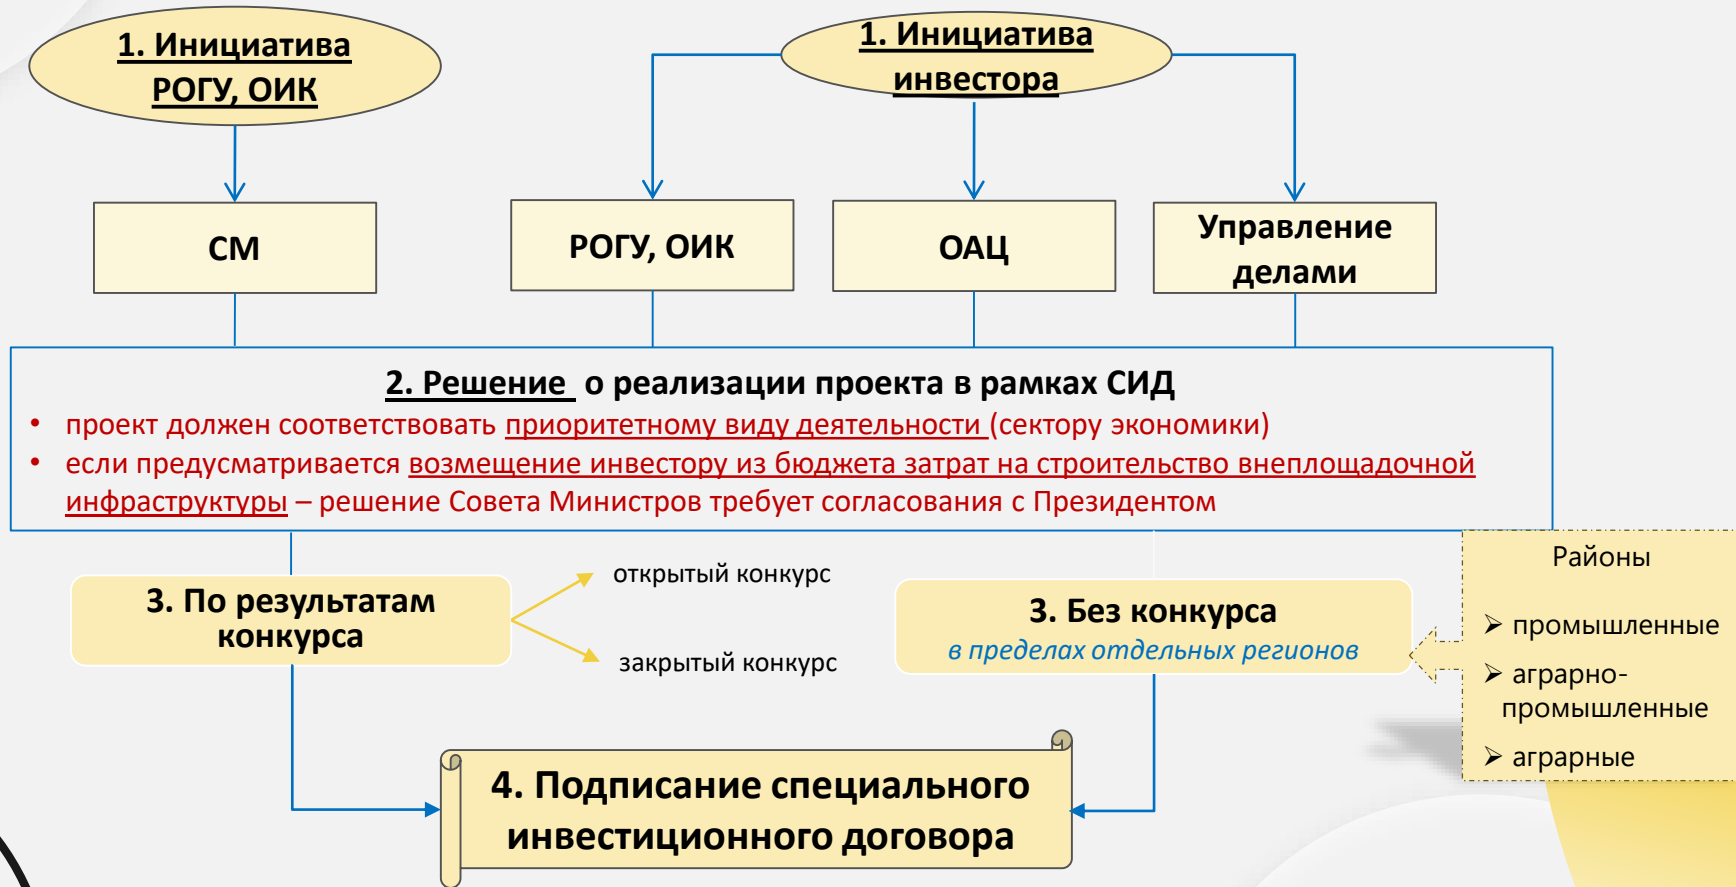 1. Инициатива
РОГУ, ОИК
1. Инициатива
инвестора
СМ
РОГУ, ОИК
ОАЦ
Управление
делами
2. Решение о реализации проекта в рамках СИД
• проект должен соответствовать приоритетному виду деятельности (сектору экономики)
• если предусматривается возмещение инвестору из бюджета затрат на строительство внеплощадочной
инфраструктуры – решение Совета Министров требует согласования с Президентом
3. По результатам
конкурса
открытый конкурс
закрытый конкурс
3. Без конкурса
в пределах отдельных регионов
Районы
➢ промышленные
➢ аграрно-
промышленные
➢ аграрные
4. Подписание специального
инвестиционного договора